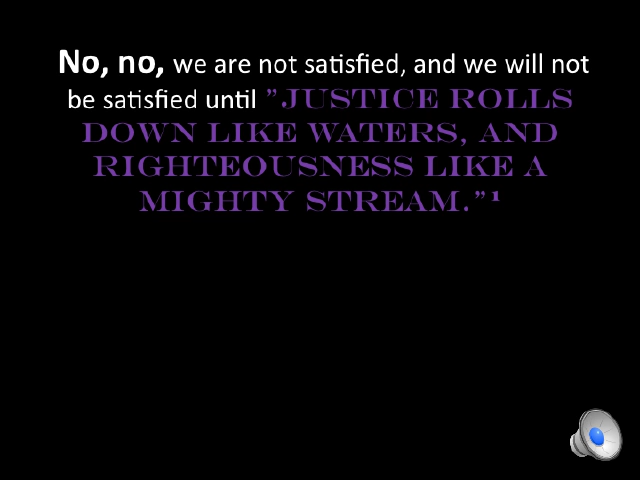 No, no, we are not satisfied, and we will not
be satisfied until ”JUSTICE ROLLS
DOWN LIKE WATERS, AND
RIGHTEOUSNESS LIKE A
MIGHTY STREAM.”¹